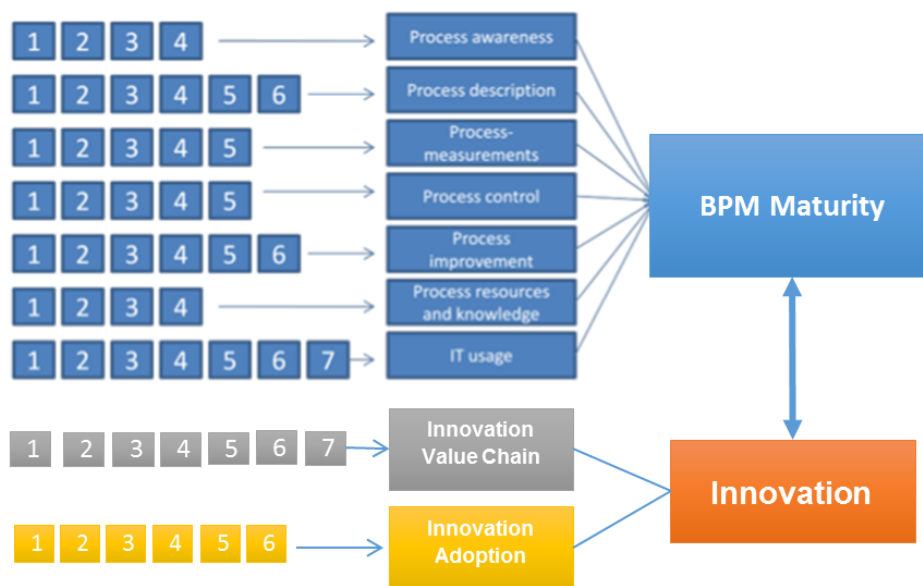 1 2 3 4
Process awareness
1 2 3 4 5 6
Process description
1 2 3 4 5
Process-
measurements
1 2 3 4 5
Process control
1 2 3 4 5 6
Process
improvement
1 2 3 4
Process resources
and knowledge
1 2 3 4 5 6 7
IT usage
BPM Maturity
1 2 3 4 5 6 7
Innovation
Value Chain
Innovation
1 2 3 4 5 6
Innovation
Adoption